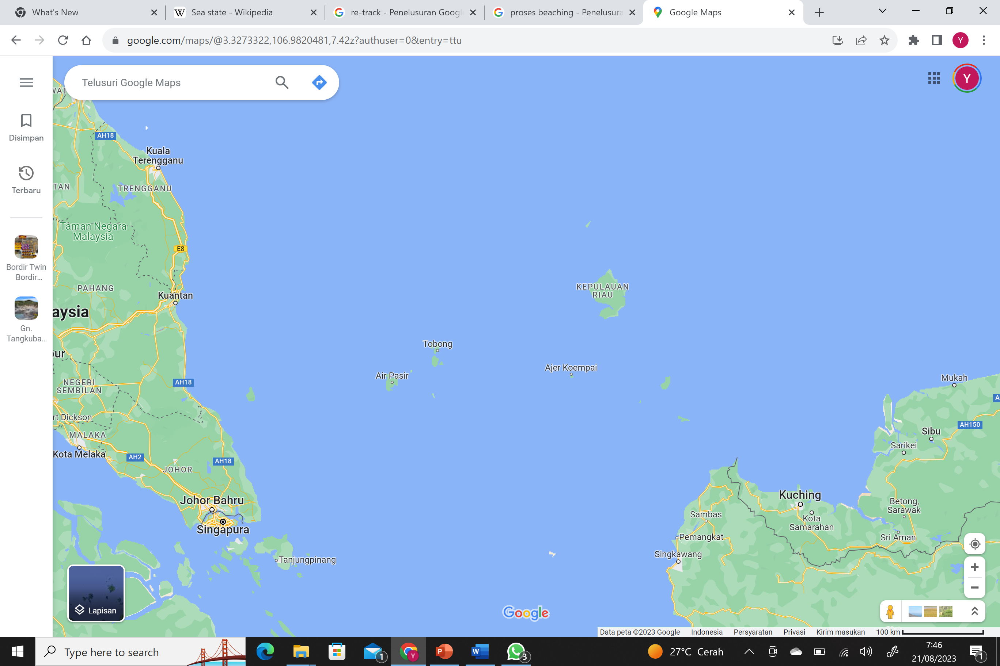 What's New
Sea state - Wikipedia
re-track - Penelusuran Googl
proses beaching - Penelusura
Google Maps
google.com/maps/@3.3273322,106.9820481,7.42z?authuser=0&entry=ttu
Y
Telusuri Google Maps
Y
Disimpan
Terbaru
Bordir Twin
Bordir...
Gn.
Tangkuba...
WAT
AH18
Kuala
Terengganu
TAN
TRENGGANU
Taman Negara
Malaysia
E8
PAHANG
Kuantan
aysia
KEPULAUAN
RIAU
Tobong
pur
Ajer Koempai
Air Pasir
Mukah
NEGERI
SEMBILAN
AH18
A
rt Dickson
AH150
MALAKA
Sibu
Sarikei
Kota Melaka
AH2
AH18
JOHOR
Johor Bahru
Kuching
Betong,
Sarawak
Sambas
Kota
Samarahan
Singapura
Pemangkat
Sri Aman
Singkawang
Tanjungpinang
Lapisan
Google
Data peta ©2023 Google Indonesia Persyaratan Privasi Kirim masukan 100 km
Type here to search
1
Y
P
W
3
27°C Cerah
7:46
21/08/2023
1